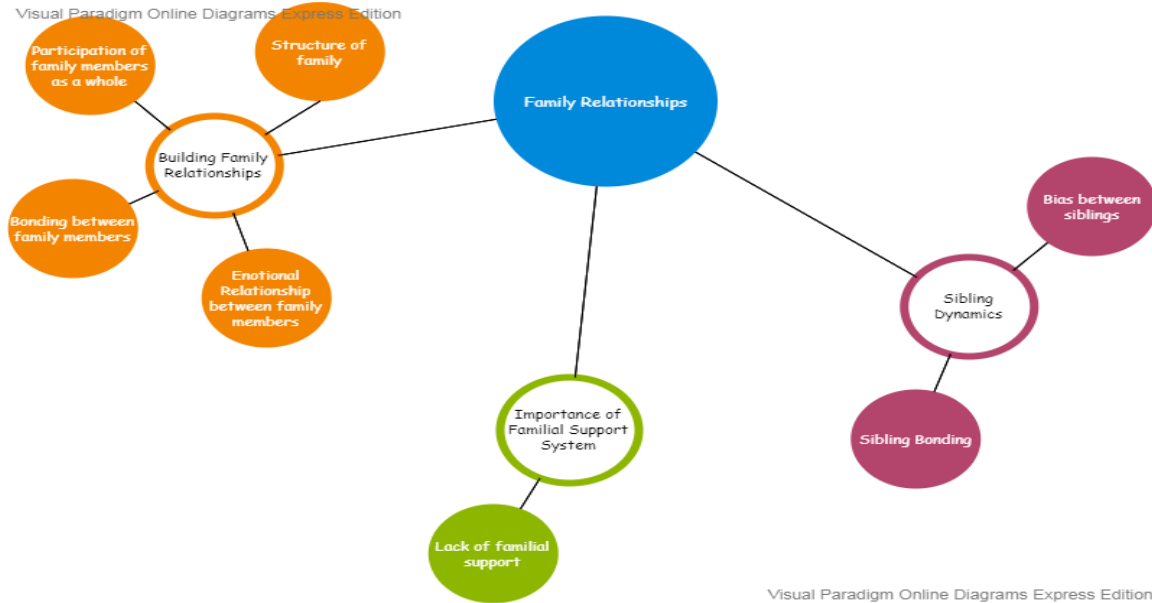 Visual Paradigm Online Diagrams Express Edition
Participation of
family members
as a whole
Structure of
family
Building Family
Relationships
Bonding between
family members
Enotional
Relationship
between family
members
Family Relationships
Importance of
Familial Support
System
Lack of familial
support
Bias between
siblings
Sibling
Dynamics
Sibling Bonding
Visual Paradigm Online Diagrams Express Edition